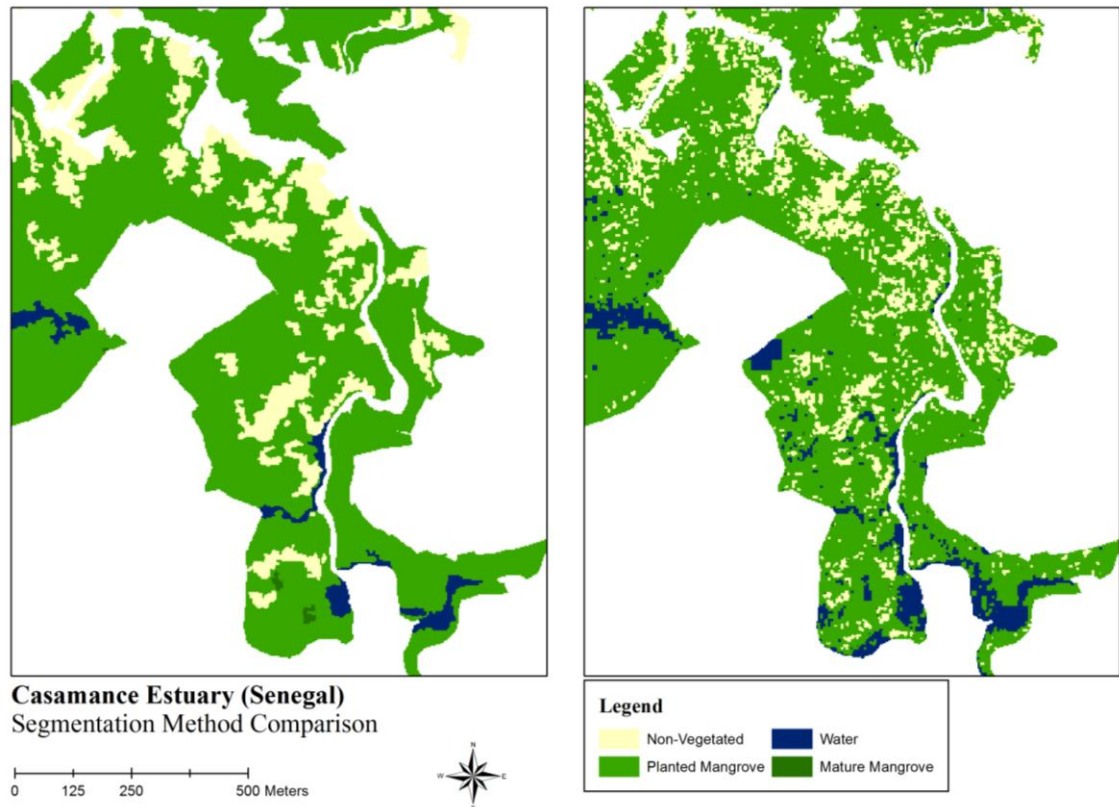 Casamance Estuary (Senegal)
Segmentation Method Comparison
0 125 250 500 Meters
N
W E
Legend
Non-Vegetated Water
Planted Mangrove Mature Mangrove